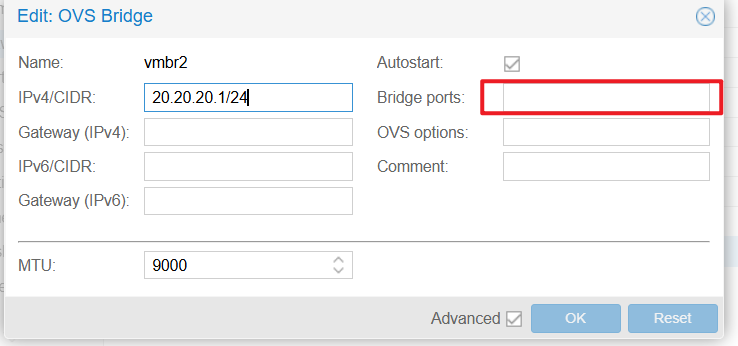 Edit: OVS Bridge
Name: vmbr2 Autostart:
IPv4/CIDR: 20.20.20.1/24 Bridge ports:
Gateway (IPv4): OVS options:
IPv6/CIDR: Comment:
Gateway (IPv6):
MTU: 9000
Advanced OK Reset